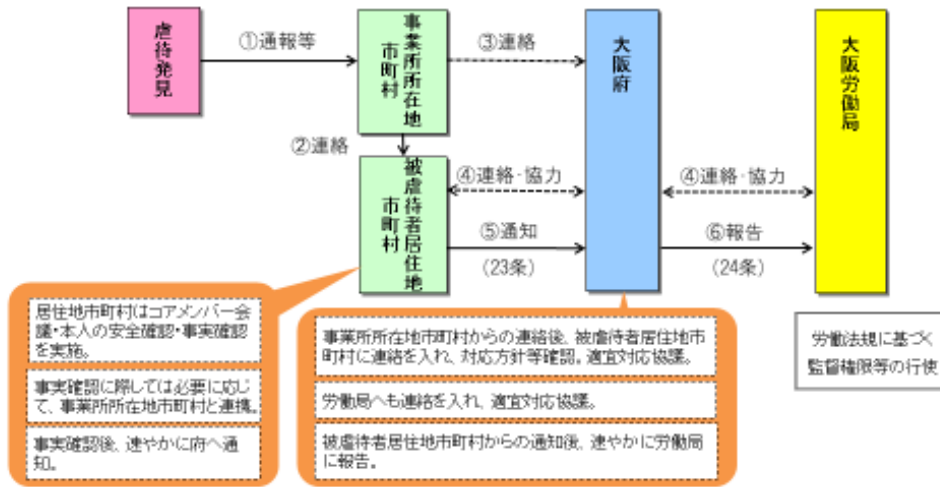 虐待発見
①通報等
事業所所在地
市町村
③連絡
大阪府
大阪労働局
②連絡
被虐待者居住地
市町村
④連絡・協力
④連絡・協力
⑤通知
(23条)
⑥報告
(24条)
居住地市町村はコアメンバー会
議・本人の安全確認・事実確認
を実施。
事実確認に際しては必要に応じ
て、事業所所在地市町村と連携。
事実確認後、速やかに府へ通
知。
事業所所在地市町村からの連絡後、被虐待者居住地市
町村に連絡を入れ、対応方針等確認。適宜対応協議。
労働局へも連絡を入れ、適宜対応協議。
被虐待者居住地市町村からの通知後、速やかに労働局
に報告。
労働法規に基づく
監督権限等の行使